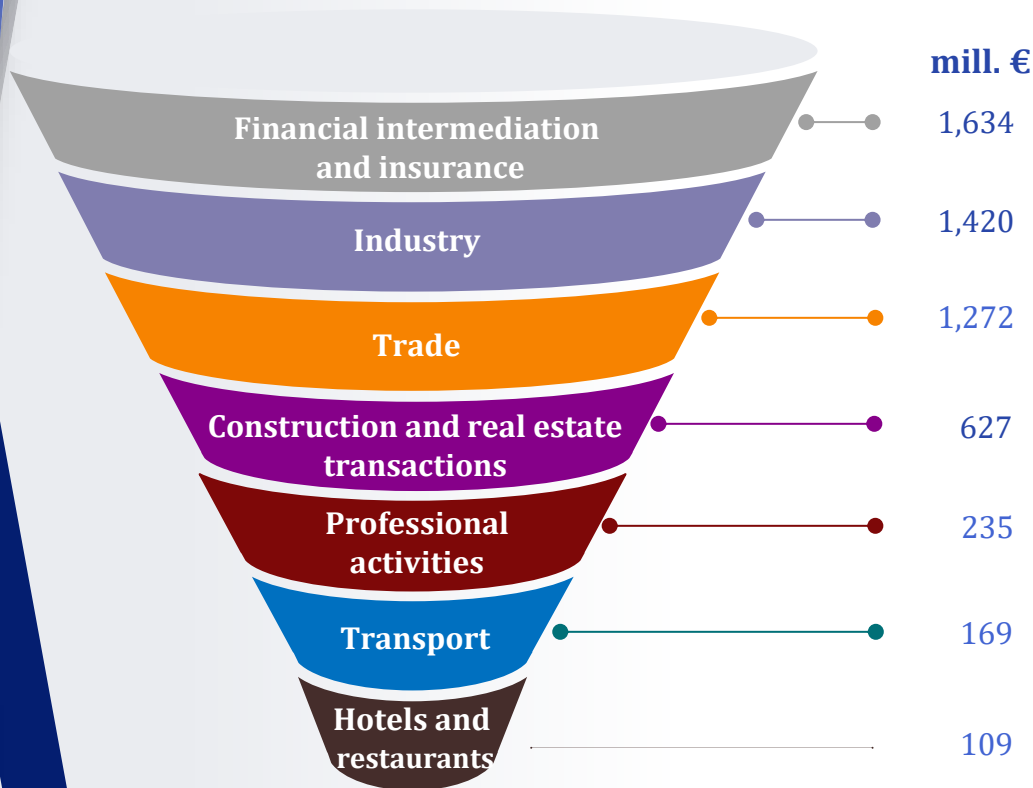 mill. €
Financial intermediation
and insurance
1,634
Industry
1,420
Trade
1,272
Construction and real estate
transactions
627
Professional
activities
235
Transport
169
Hotels and
restaurants
109